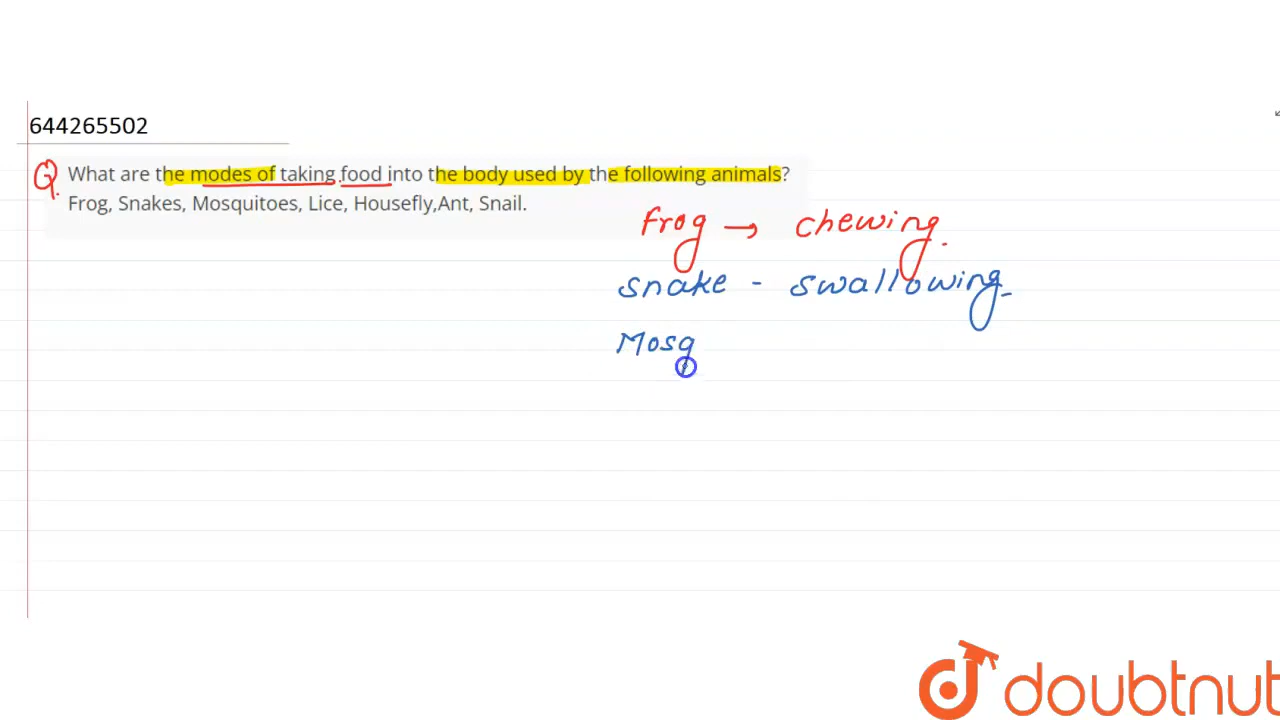 644265502
Q. What are the modes of taking food into the body used by the following animals?
Frog, Snakes, Mosquitoes, Lice, Housefly,Ant, Snail.
frog → chewing.
snake - swallowing.
Mosq
doubtnut